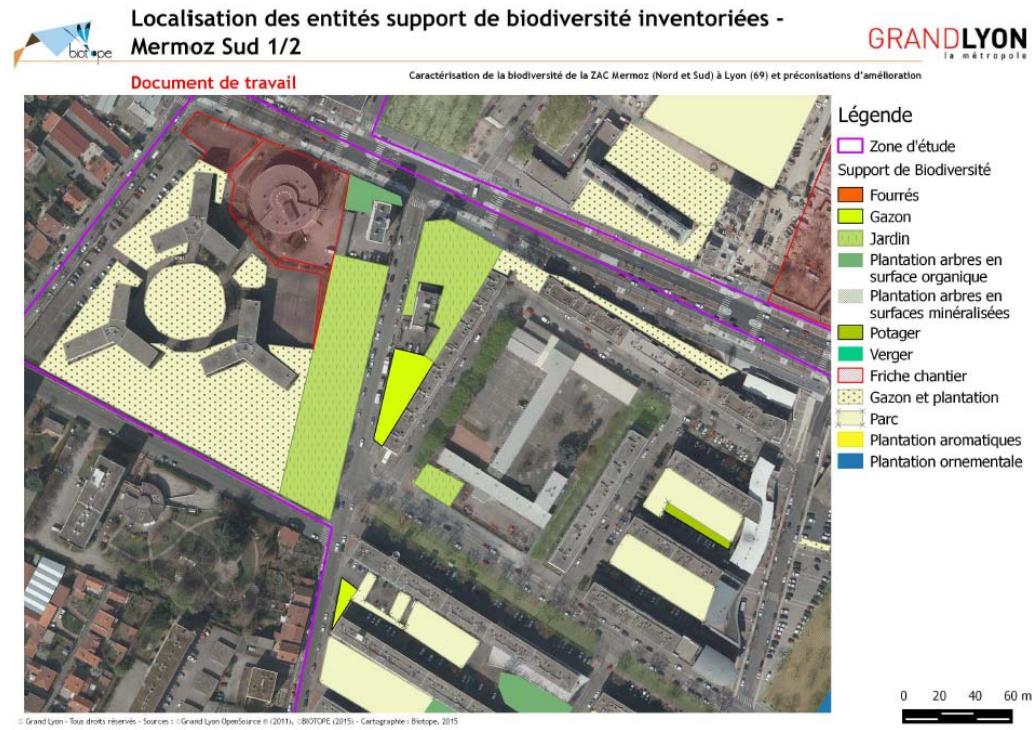 Localisation des entités support de biodiversité inventoriées -
Mermoz Sud 1/2
biotope
GRANDLYON
la métropole
Document de travail
Caractérisation de la biodiversité de la ZAC Mermoz (Nord et Sud) à Lyon (69) et préconisations d'amélioration
Légende
Zone d'étude
Support de Biodiversité
Fourrés
Gazon
Jardin
Plantation arbres en
surface organique
Plantation arbres en
surfaces minéralisées
Potager
Verger
Friche chantier
Gazon et plantation
Parc
Plantation aromatiques
Plantation ornementale
0 20 40 60 m
© Grand Lyon - Tous droits réservés - Sources : ©Grand Lyon OpenSource ® (2011), ©BIOTOPE (2015) - Cartographie : Biotope, 2015